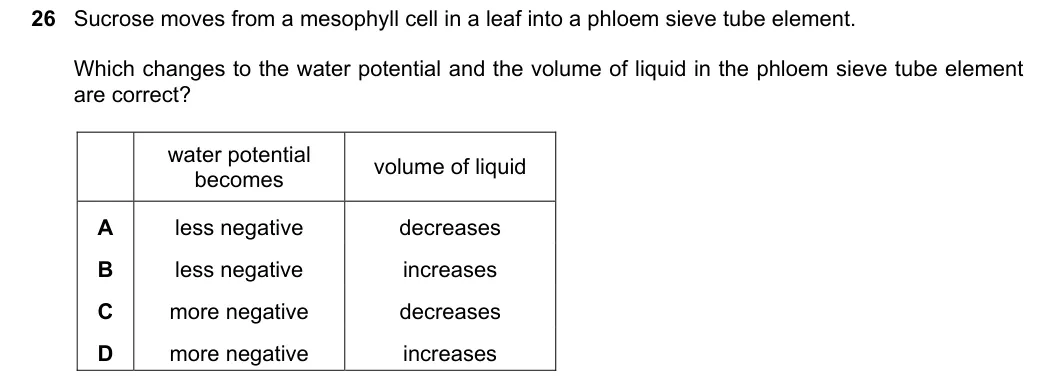 26 Sucrose moves from a mesophyll cell in a leaf into a phloem sieve tube element.
Which changes to the water potential and the volume of liquid in the phloem sieve tube element
are correct?
water potential
becomes
volume of liquid
A less negative decreases
B less negative increases
C more negative decreases
D more negative increases